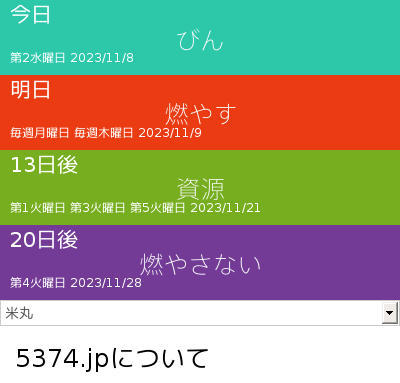 今日
びん
第2水曜日 2023/11/8
明日
燃やす
毎週月曜日 毎週木曜日 2023/11/9
13日後
資源
第1火曜日 第3火曜日 第5火曜日 2023/11/21
20日後
燃やさない
第4火曜日 2023/11/28
米丸
5374.jpについて